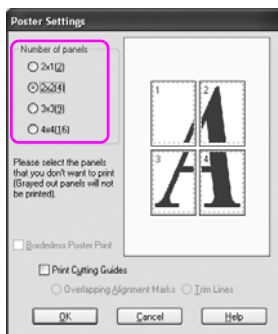 Poster Settings
Number of panels
2x1(2)
2x2(4)
3x3(9)
4x4(16)
1
2
3
4
Please select the panels
that you don't want to print
(Grayed out panels will not
be printed).
Borderless Poster Print
Print Cutting Guides
Overlapping Alignment Marks
Trim Lines
OK
Cancel
Help